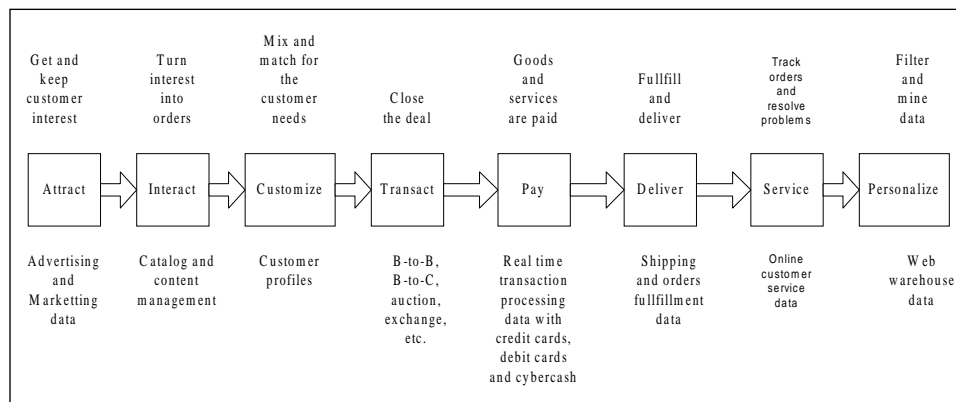 Get and
keep
customer
interest
Turn
interest
into
orders
Mix and
match for
the
customer
needs
Close
the deal
Goods
and
services
are paid
Fullfill
and
deliver
Track
orders
and
resolve
problems
Filter
and
mine
data
Attract
Interact
Customize
Transact
Pay
Deliver
Service
Personalize
Advertising
and
Marketting
data
Catalog and
content
management
Customer
profiles
B-to-B,
B-to-C,
auction,
exchange,
etc.
Real time
transaction
processing
data with
credit cards,
debit cards
and cybercash
Shipping
and orders
fullfillment
data
Online
customer
service
data
Web
warehouse
data